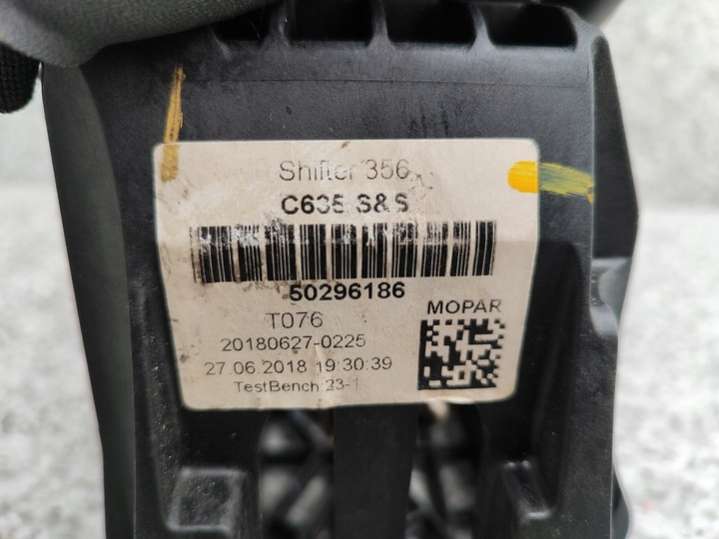 Shifter 356
C635 S&S
50296186
T076
MOPAR
20180627-0225
27.06.2018 19:30:39
TestBench 23-1